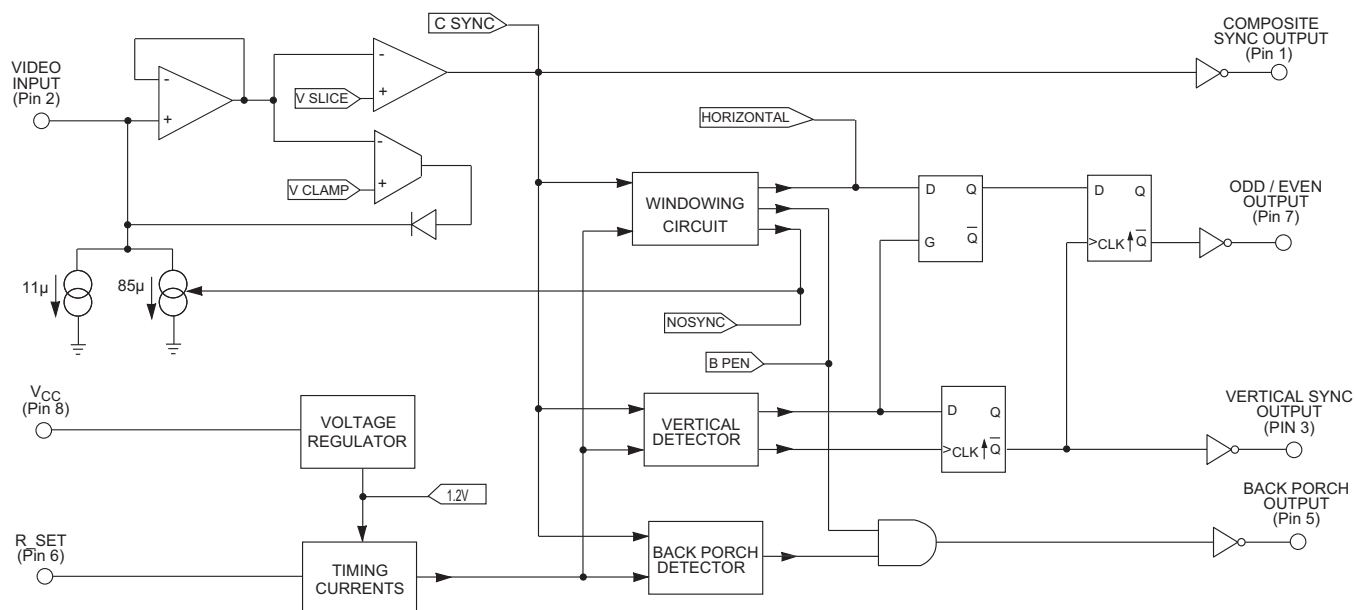 C SYNC
COMPOSITE
SYNC OUTPUT
(Pin 1)
VIDEO
INPUT
(Pin 2)
-
+
-
+
V SLICE
HORIZONTAL
-
+
V CLAMP
WINDOWING
CIRCUIT
D
Q
Q̅
G
D
Q
>CLK
Q̅
ODD / EVEN
OUTPUT
(Pin 7)
11µ
85µ
NOSYNC
B PEN
VCC
(Pin 8)
VOLTAGE
REGULATOR
VERTICAL
DETECTOR
D
Q
>CLK
Q̅
VERTICAL SYNC
OUTPUT
(PIN 3)
1.2V
BACK PORCH
OUTPUT
(Pin 5)
R_SET
(Pin 6)
TIMING
CURRENTS
BACK PORCH
DETECTOR